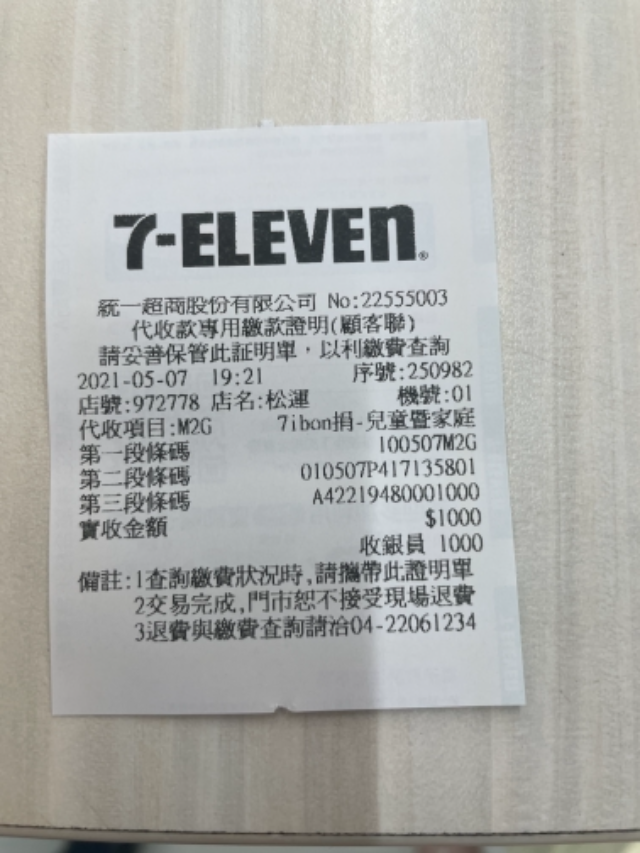 7-ELEVEN®
統一超商股份有限公司 No:22555003
代收款專用繳款證明(顧客聯)
請妥善保管此証明單，以利繳費查詢
2021-05-07 19:21 序號:250982
店號:972778 店名:松運 機號:01
代收項目:M2G 7ibon捐-兒童暨家庭
第一段條碼 100507M2G
第二段條碼 010507P417135801
第三段條碼 A42219480001000
實收金額 $1000
收銀員 1000
備註:1查詢繳費狀況時,請攜帶此證明單
2交易完成,門市恕不接受現場退費
3退費與繳費查詢請洽04-22061234